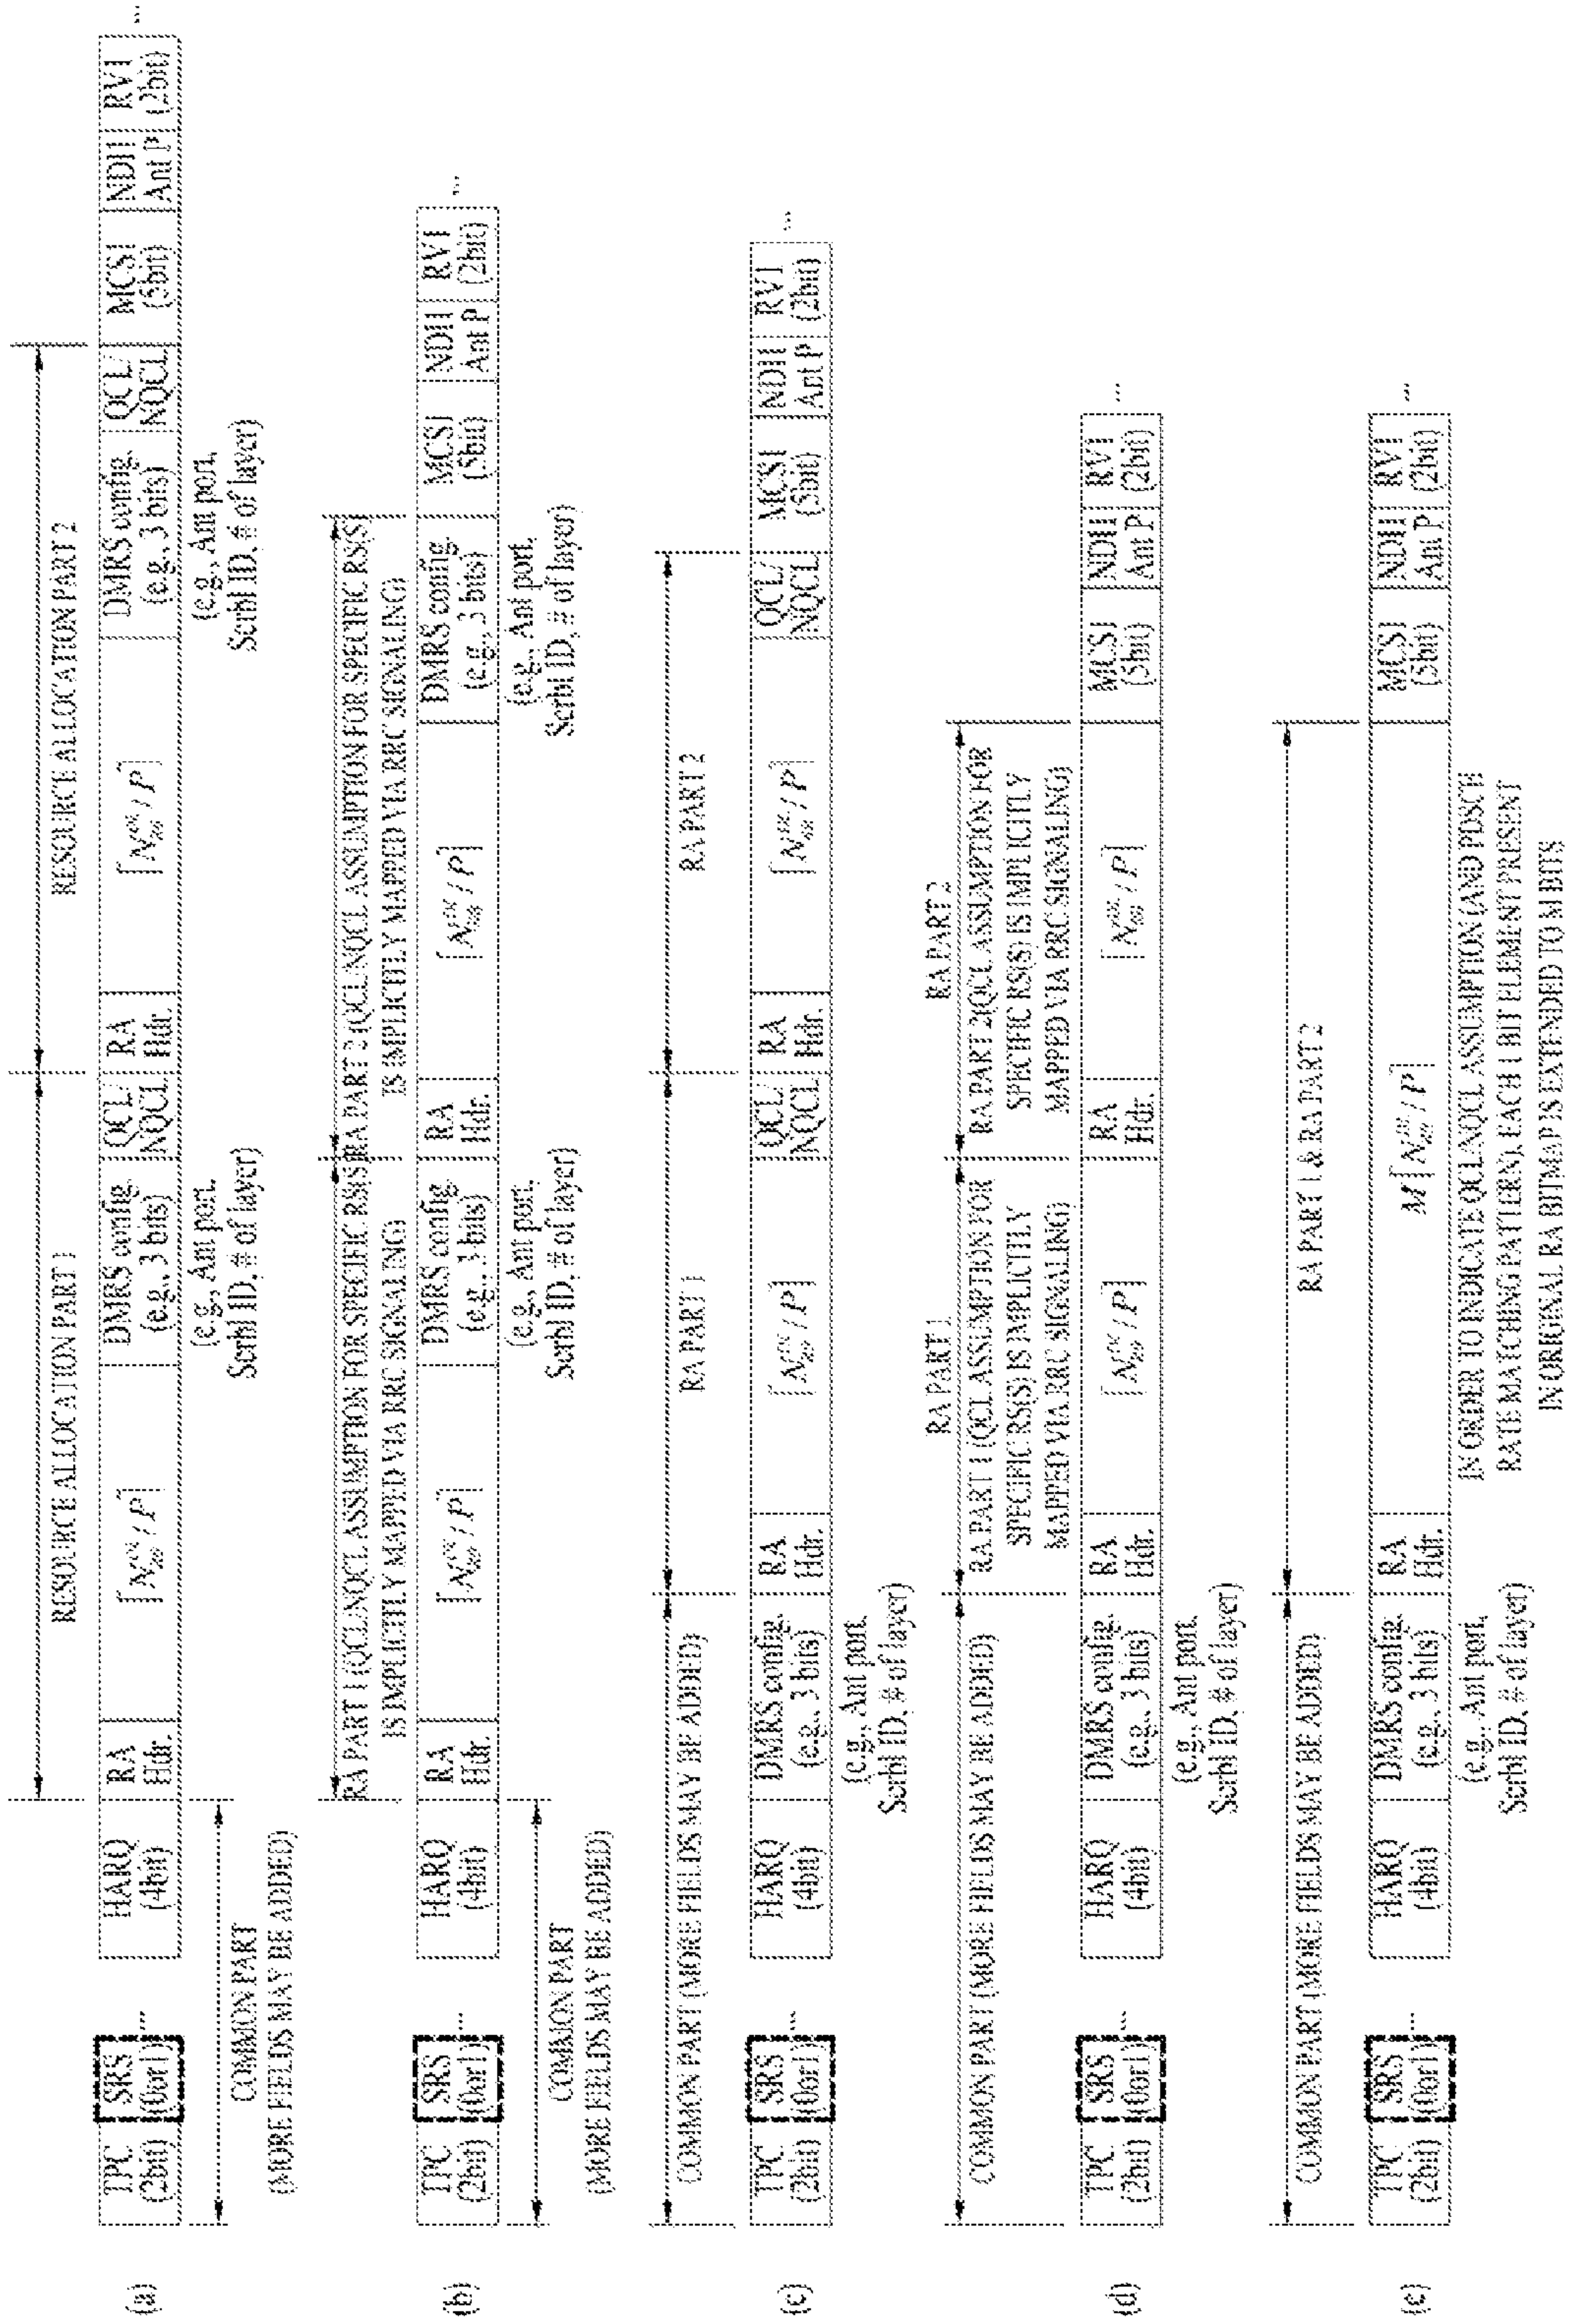 (a)
RESOURCE ALLOCATION PART 1
RESOURCE ALLOCATION PART 2
TPC
(2bit)
SRS
(0or1)
...
HARQ
(4bit)
RA
Hdr.
⌈N_RB^DL / P⌉
DMRS config.
(e.g., 3 bits)
QCL/
NQCL
RA
Hdr.
⌈N_RB^DL / P⌉
DMRS config.
(e.g., 3 bits)
QCL/
NQCL
MCS1
(5bit)
NDI1
Ant P
RV1
(2bit)
...
COMMON PART
(MORE FIELDS MAY BE ADDED)
(e.g., Ant port,
Scrbl ID, # of layer)
(e.g., Ant port,
Scrbl ID, # of layer)
(b)
RA PART 1 (QCL/NQCL ASSUMPTION FOR SPECIFIC RS(S)
IS IMPLICTLY MAPPED VIA RRC SIGNALING)
RA PART 2 (QCL/NQCL ASSUMPTION FOR SPECIFIC RS(S)
IS IMPLICTLY MAPPED VIA RRC SIGNALING)
TPC
(2bit)
SRS
(0or1)
...
HARQ
(4bit)
RA
Hdr.
⌈N_RB^DL / P⌉
DMRS config.
(e.g., 3 bits)
RA
Hdr.
⌈N_RB^DL / P⌉
DMRS config.
(e.g., 3 bits)
MCS1
(5bit)
NDI1
Ant P
RV1
(2bit)
...
COMMON PART
(MORE FIELDS MAY BE ADDED)
(e.g., Ant port,
Scrbl ID, # of layer)
(e.g., Ant port,
Scrbl ID, # of layer)
(c)
COMMON PART (MORE FIELDS MAY BE ADDED)
RA PART 1
RA PART 2
TPC
(2bit)
SRS
(0or1)
...
HARQ
(4bit)
DMRS config.
(e.g., 3 bits)
RA
Hdr.
⌈N_RB^DL / P⌉
QCL/
NQCL
RA
Hdr.
⌈N_RB^DL / P⌉
QCL/
NQCL
MCS1
(5bit)
NDI1
Ant P
RV1
(2bit)
...
(e.g., Ant port,
Scrbl ID, # of layer)
(d)
RA PART 1
RA PART 2
COMMON PART (MORE FIELDS MAY BE ADDED)
RA PART 1 (QCL ASSUMPTION FOR
SPECIFIC RS(S) IS IMPLICITLY
MAPPED VIA RRC SIGNALING)
RA PART 2(QCL ASSUMPTION FOR
SPECIFIC RS(S) IS IMPLICITLY
MAPPED VIA RRC SIGNALING)
TPC
(2bit)
SRS
(0or1)
...
HARQ
(4bit)
DMRS config.
(e.g., 3 bits)
RA
Hdr.
⌈N_RB^DL / P⌉
RA
Hdr.
⌈N_RB^DL / P⌉
MCS1
(5bit)
NDI1
Ant P
RV1
(2bit)
...
(e.g., Ant port,
Scrbl ID, # of layer)
(e)
COMMON PART (MORE FIELDS MAY BE ADDED)
RA PART 1 & RA PART 2
TPC
(2bit)
SRS
(0or1)
...
HARQ
(4bit)
DMRS config.
(e.g., 3 bits)
RA
Hdr.
M⌈N_RB^DL / P⌉
MCS1
(5bit)
NDI1
Ant P
RV1
(2bit)
...
(e.g., Ant port,
Scrbl ID, # of layer)
IN ORDER TO INDICATE QCL/NQCL ASSUMPTION (AND PDSCH
RATE MATCHING PATTERN), EACH 1 BIT ELEMENT PRESENT
IN ORIGINAL RA BITMAP IS EXTENDED TO M BITS